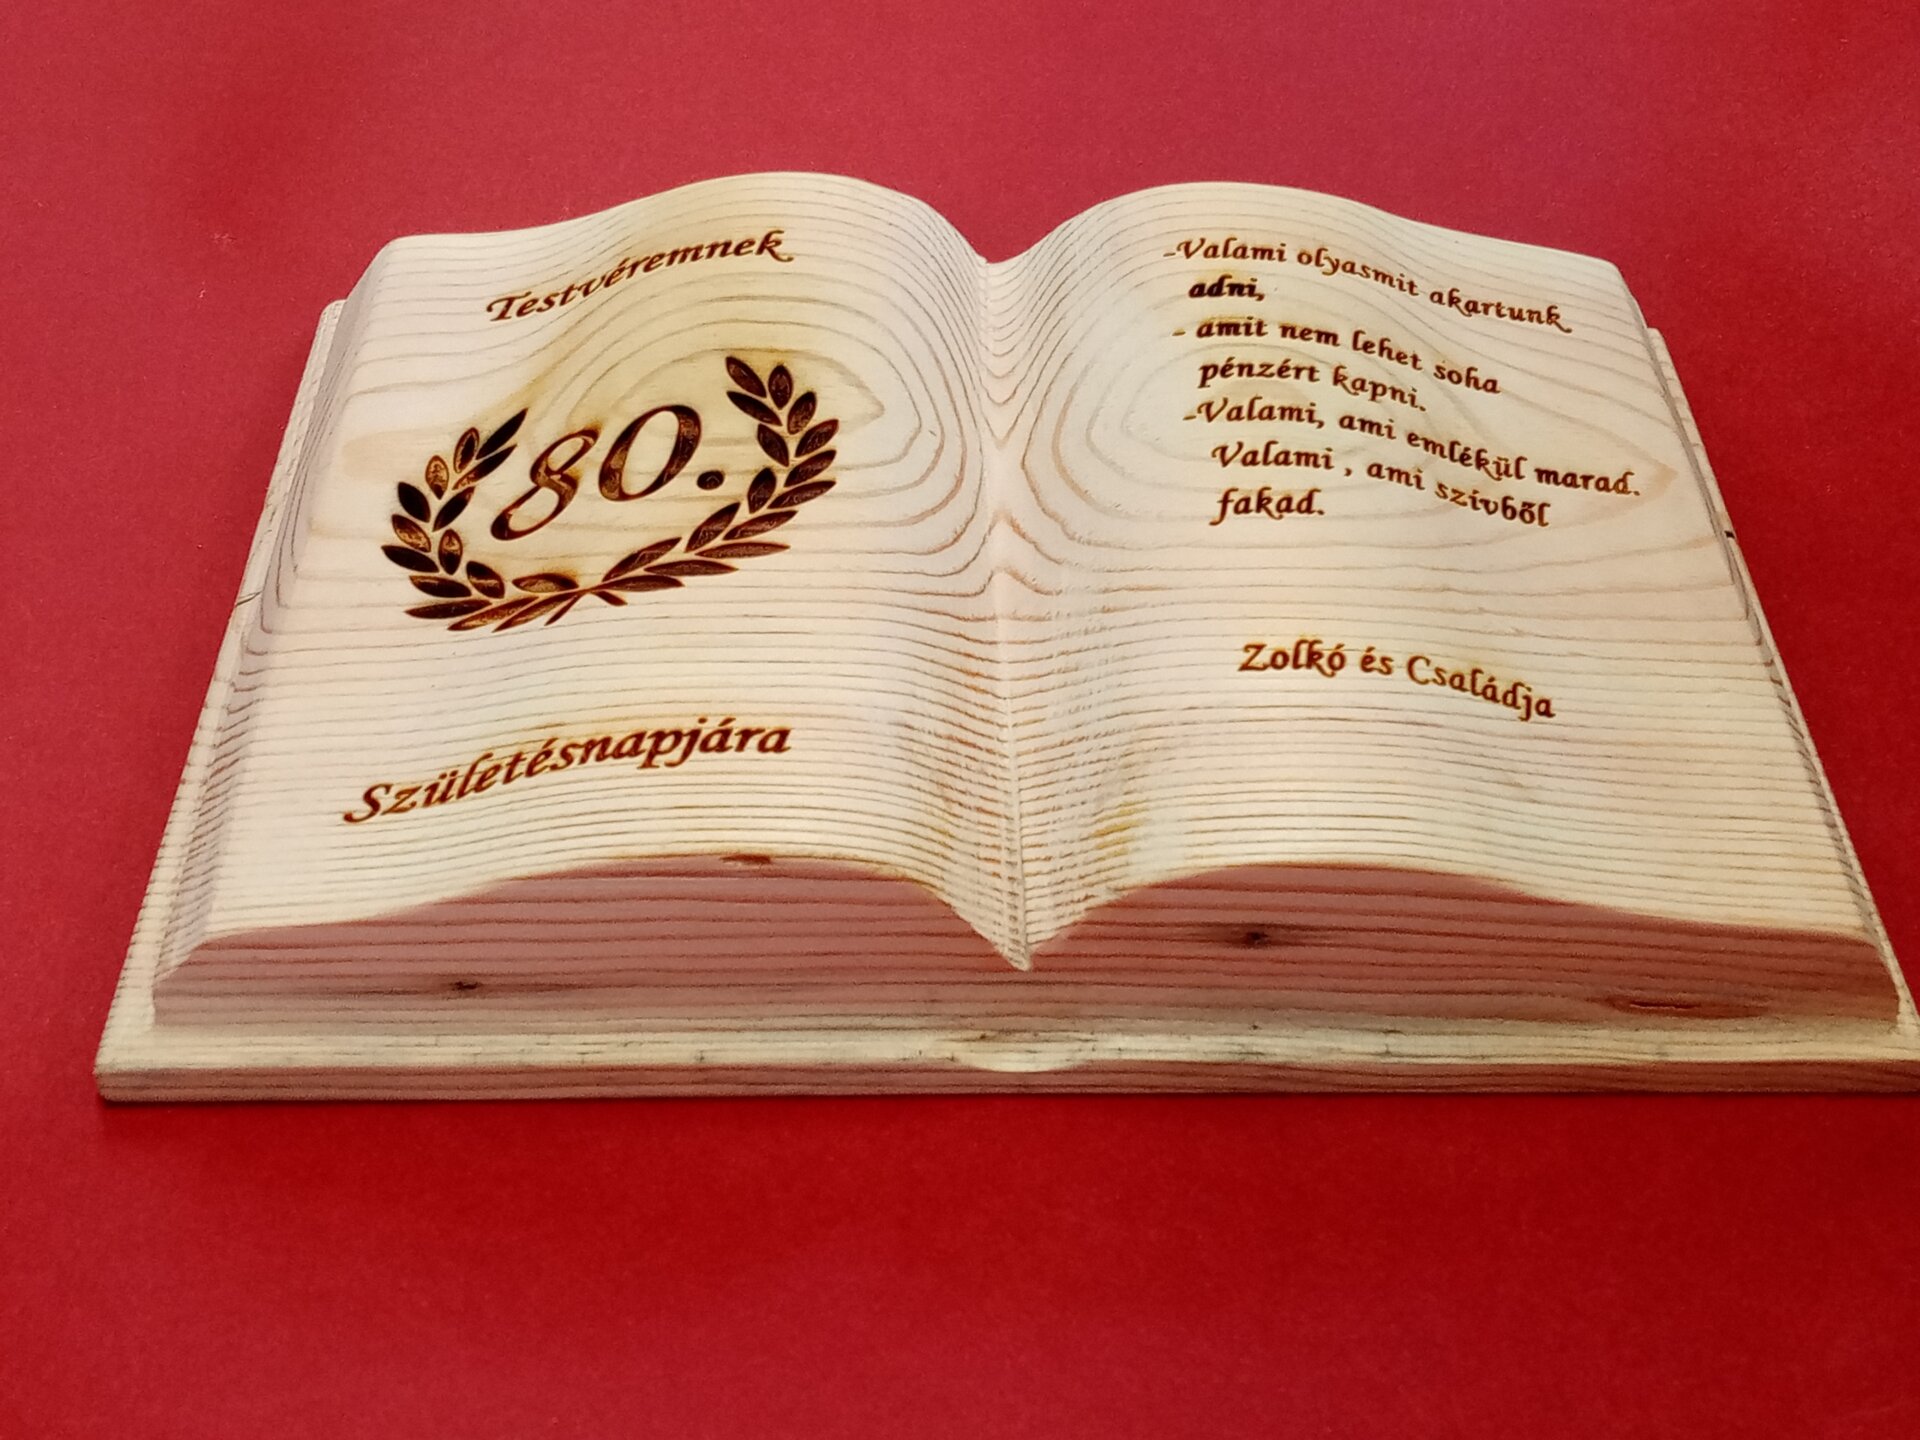 Testvéremnek
80.
Születésnapjára
-Valami olyasmit akartunk
adni,
- amit nem lehet soha
pénzért kapni.
-Valami, ami emlékül marad.
Valami , ami szívből
fakad.
Zolkó és Családja